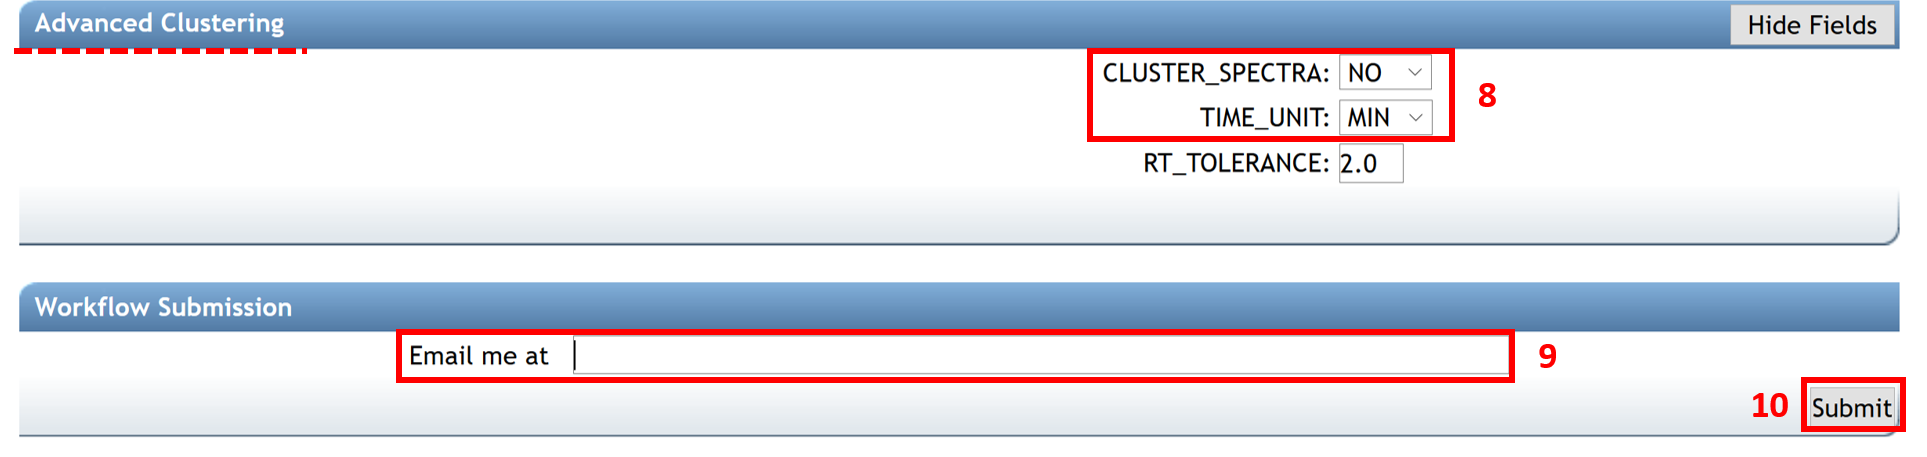 Advanced Clustering
Hide Fields
CLUSTER_SPECTRA: NO
8
TIME_UNIT: MIN
RT_TOLERANCE: 2.0
Workflow Submission
Email me at
9
10
Submit